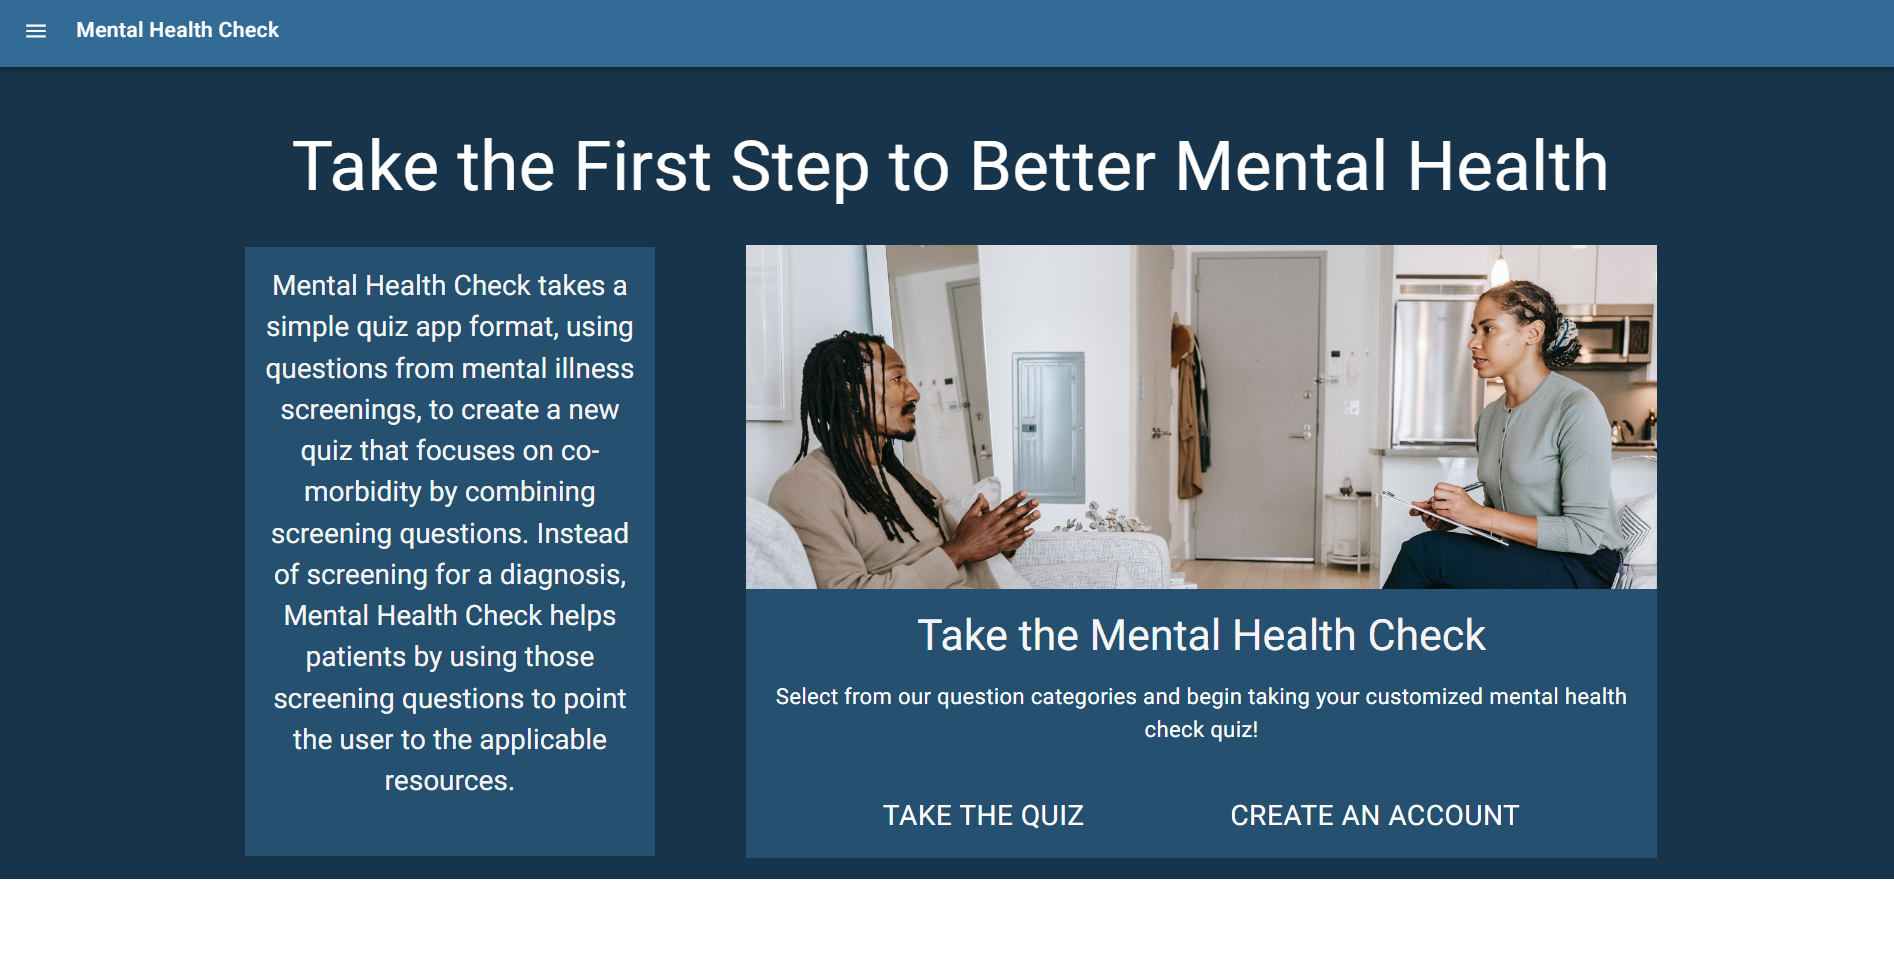 Mental Health Check
Take the First Step to Better Mental Health
Mental Health Check takes a
simple quiz app format, using
questions from mental illness
screenings, to create a new
quiz that focuses on co-
morbidity by combining
screening questions. Instead
of screening for a diagnosis,
Mental Health Check helps
patients by using those
screening questions to point
the user to the applicable
resources.
Take the Mental Health Check
Select from our question categories and begin taking your customized mental health
check quiz!
TAKE THE QUIZ
CREATE AN ACCOUNT